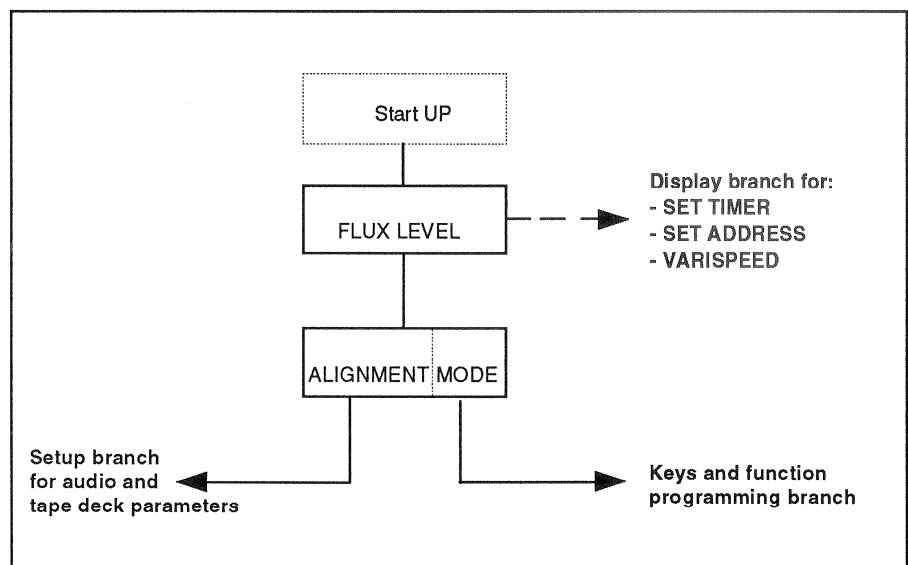 Start UP
FLUX LEVEL
Display branch for:
- SET TIMER
- SET ADDRESS
- VARISPEED
ALIGNMENT MODE
Setup branch
for audio and
tape deck parameters
Keys and function
programming branch